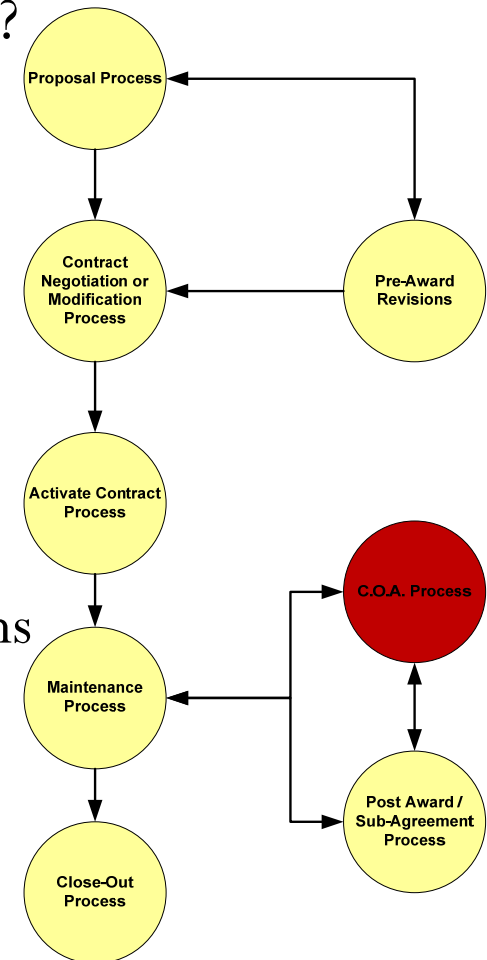 ?
Proposal Process
Contract
Negotiation or
Modification
Process
Pre-Award
Revisions
Activate Contract
Process
C.O.A. Process
ns
Maintenance
Process
Post Award /
Sub-Agreement
Process
Close-Out
Process